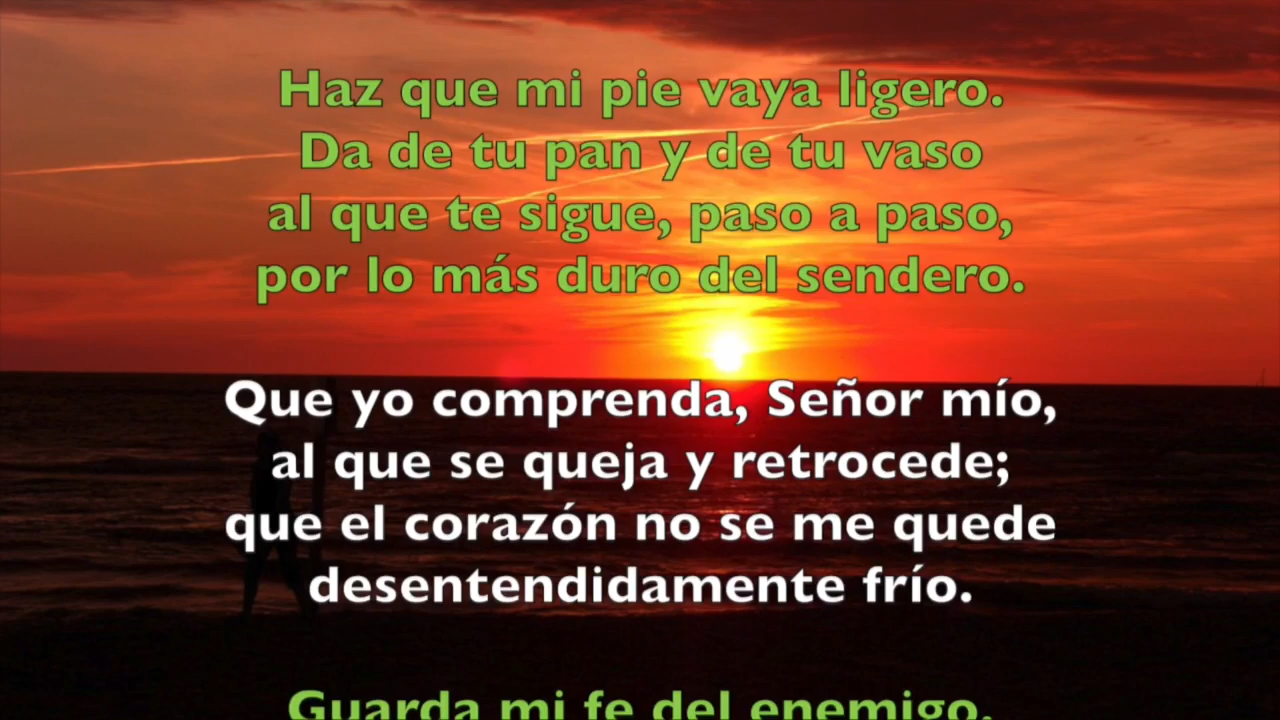 Haz que mi pie vaya ligero.
Da de tu pan y de tu vaso
al que te sigue, paso a paso,
por lo más duro del sendero.
Que yo comprenda, Señor mío,
al que se queja y retrocede;
que el corazón no se me quede
desentendidamente frío.
Guarda mi fe del enemigo.